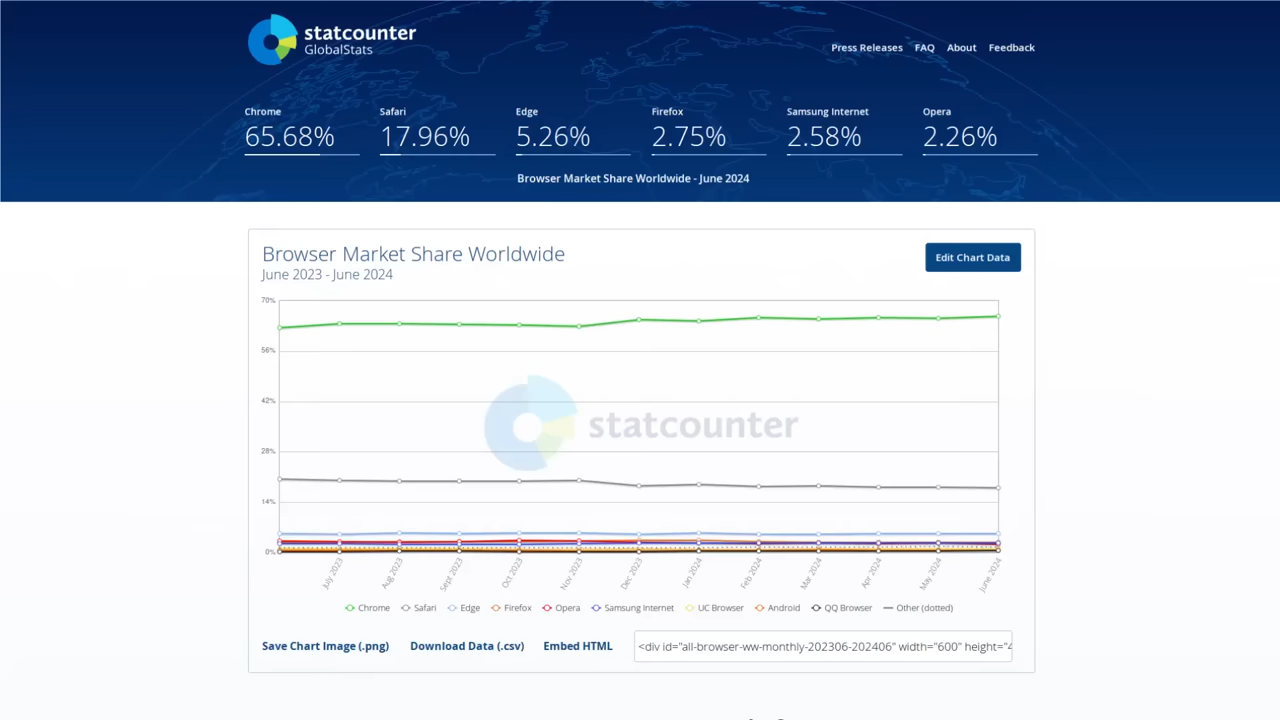 statcounter
GlobalStats
Press Releases FAQ About Feedback
Chrome Safari Edge Firefox Samsung Internet Opera
65.68% 17.96% 5.26% 2.75% 2.58% 2.26%
Browser Market Share Worldwide - June 2024
Browser Market Share Worldwide
June 2023 - June 2024
Edit Chart Data
70%
56%
42%
28%
14%
0%
statcounter
July 2023 Aug 2023 Sept 2023 Oct 2023 Nov 2023 Dec 2023 Jan 2024 Feb 2024 Mar 2024 Apr 2024 May 2024 June 2024
Chrome Safari Edge Firefox Opera Samsung Internet UC Browser Android QQ Browser Other (dotted)
Save Chart Image (.png) Download Data (.csv) Embed HTML <div id="all-browser-ww-monthly-202306-202406" width="600" height="4